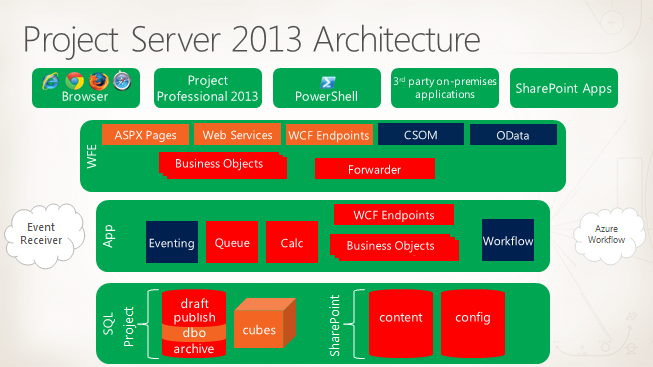 Project Server 2013 Architecture
Browser
Project
Professional 2013
PowerShell
3rd party on-premises
applications
SharePoint Apps
WFE
ASPX Pages
Web Services
WCF Endpoints
CSOM
OData
Business Objects
Forwarder
Event
Receiver
App
Eventing
Queue
Calc
WCF Endpoints
Business Objects
Workflow
Azure
Workflow
SQL
Project
draft
publish
dbo
archive
cubes
SharePoint
content
config